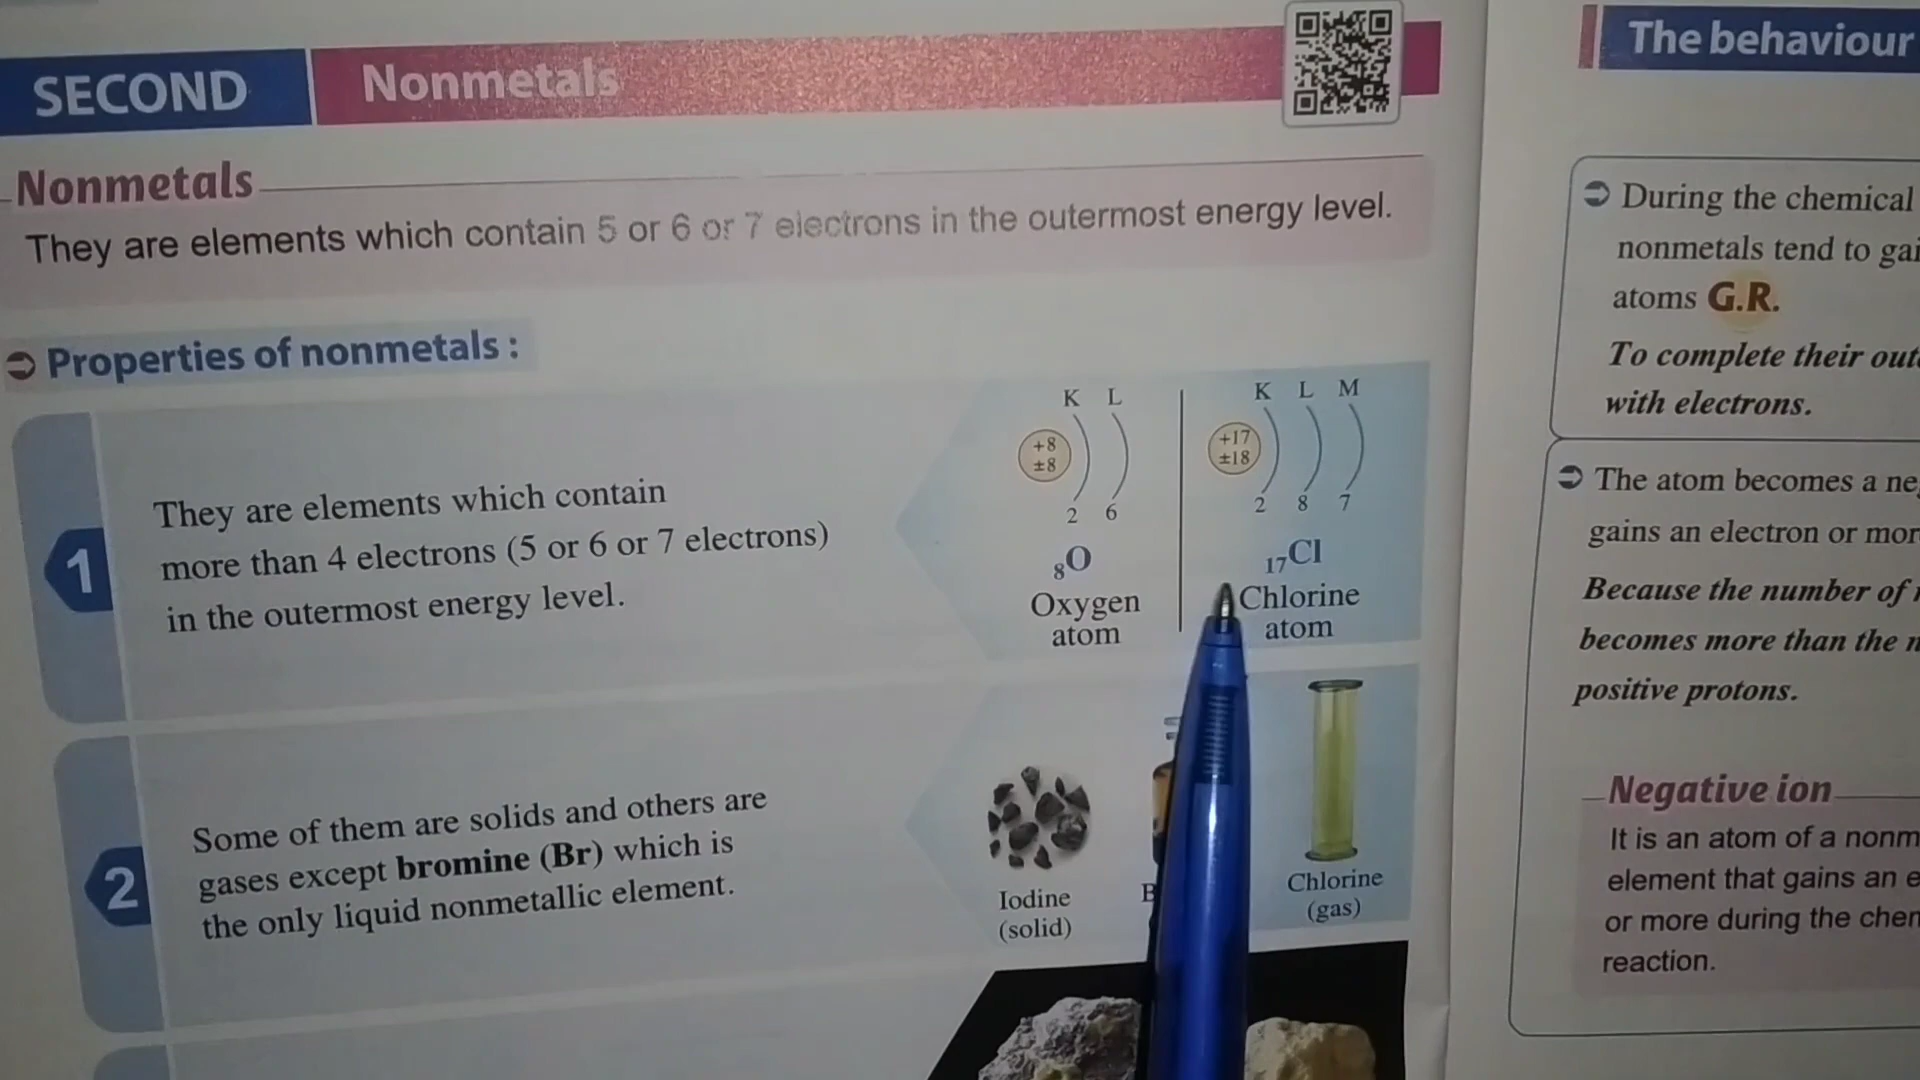 SECOND
Nonmetals
Nonmetals
They are elements which contain 5 or 6 or 7 electrons in the outermost energy level.
Properties of nonmetals :
1
They are elements which contain
more than 4 electrons (5 or 6 or 7 electrons)
in the outermost energy level.
K L
+8
±8
2 6
8O
Oxygen
atom
K L M
+17
±18
2 8 7
17Cl
Chlorine
atom
2
Some of them are solids and others are
gases except bromine (Br) which is
the only liquid nonmetallic element.
Iodine
(solid)
B
Chlorine
(gas)
The behaviour
During the chemical
nonmetals tend to gai
atoms G.R.
To complete their out
with electrons.
The atom becomes a ne
gains an electron or mor
Because the number of
becomes more than the
positive protons.
Negative ion
It is an atom of a nonm
element that gains an e
or more during the chem
reaction.